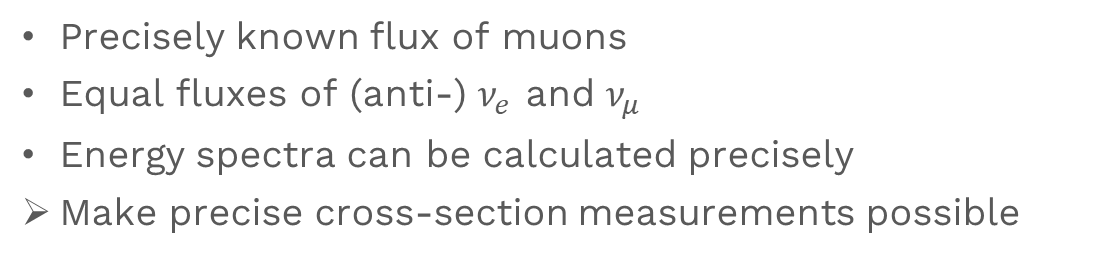 • Precisely known flux of muons
• Equal fluxes of (anti-) νₑ and ν_μ
• Energy spectra can be calculated precisely
➢ Make precise cross-section measurements possible